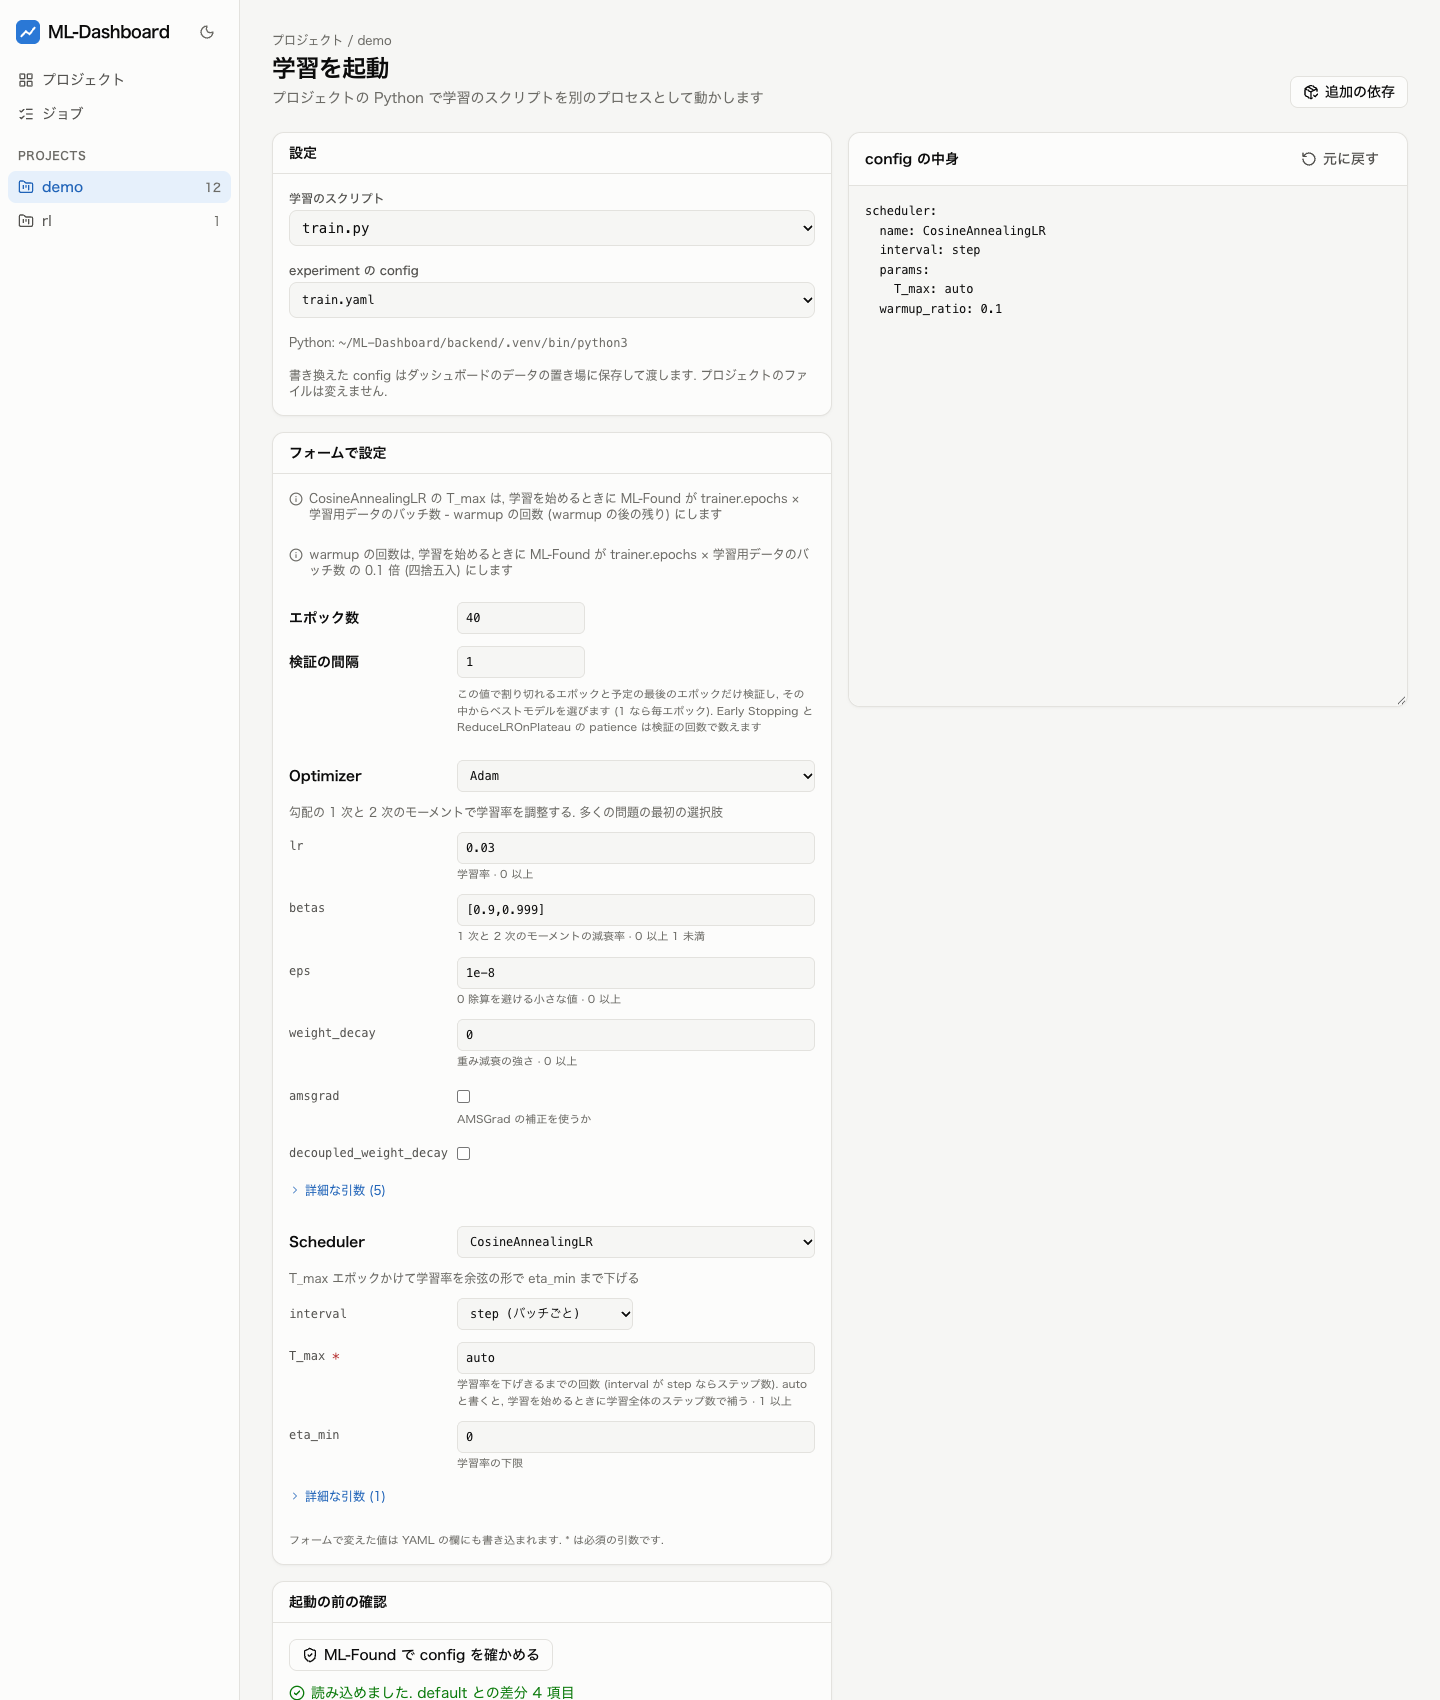 ML-Dashboard
プロジェクト
ジョブ
PROJECTS
demo 12
rl 1
プロジェクト / demo
学習を起動
プロジェクトの Python で学習のスクリプトを別のプロセスとして動かします
追加の依存
設定
学習のスクリプト
train.py
experiment の config
train.yaml
Python: ~/ML-Dashboard/backend/.venv/bin/python3
書き換えた config はダッシュボードのデータの置き場に保存して渡します. プロジェクトのファ
イルは変えません.
フォームで設定
CosineAnnealingLR の T_max は, 学習を始めるときに ML-Found が trainer.epochs ×
学習用データのバッチ数 - warmup の回数 (warmup の後の残り) にします
warmup の回数は, 学習を始めるときに ML-Found が trainer.epochs × 学習用データのバ
ッチ数 の 0.1 倍 (四捨五入) にします
エポック数 40
検証の間隔 1
この値で割り切れるエポックと予定の最後のエポックだけ検証し, その
中からベストモデルを選びます (1 なら毎エポック). Early Stopping と
ReduceLROnPlateau の patience は検証の回数で数えます
Optimizer Adam
勾配の 1 次と 2 次のモーメントで学習率を調整する. 多くの問題の最初の選択肢
lr 0.03
学習率 · 0 以上
betas [0.9,0.999]
1 次と 2 次のモーメントの減衰率 · 0 以上 1 未満
eps 1e-8
0 除算を避ける小さな値 · 0 以上
weight_decay 0
重み減衰の強さ · 0 以上
amsgrad
AMSGrad の補正を使うか
decoupled_weight_decay
詳細な引数 (5)
Scheduler CosineAnnealingLR
T_max エポックかけて学習率を余弦の形で eta_min まで下げる
interval step (バッチごと)
T_max * auto
学習率を下げきるまでの回数 (interval が step ならステップ数). auto
と書くと, 学習を始めるときに学習全体のステップ数で補う · 1 以上
eta_min 0
学習率の下限
詳細な引数 (1)
フォームで変えた値は YAML の欄にも書き込まれます. * は必須の引数です.
起動の前の確認
ML-Found で config を確かめる
読み込めました. default との差分 4 項目
config の中身
元に戻す
scheduler:
  name: CosineAnnealingLR
  interval: step
  params:
    T_max: auto
  warmup_ratio: 0.1